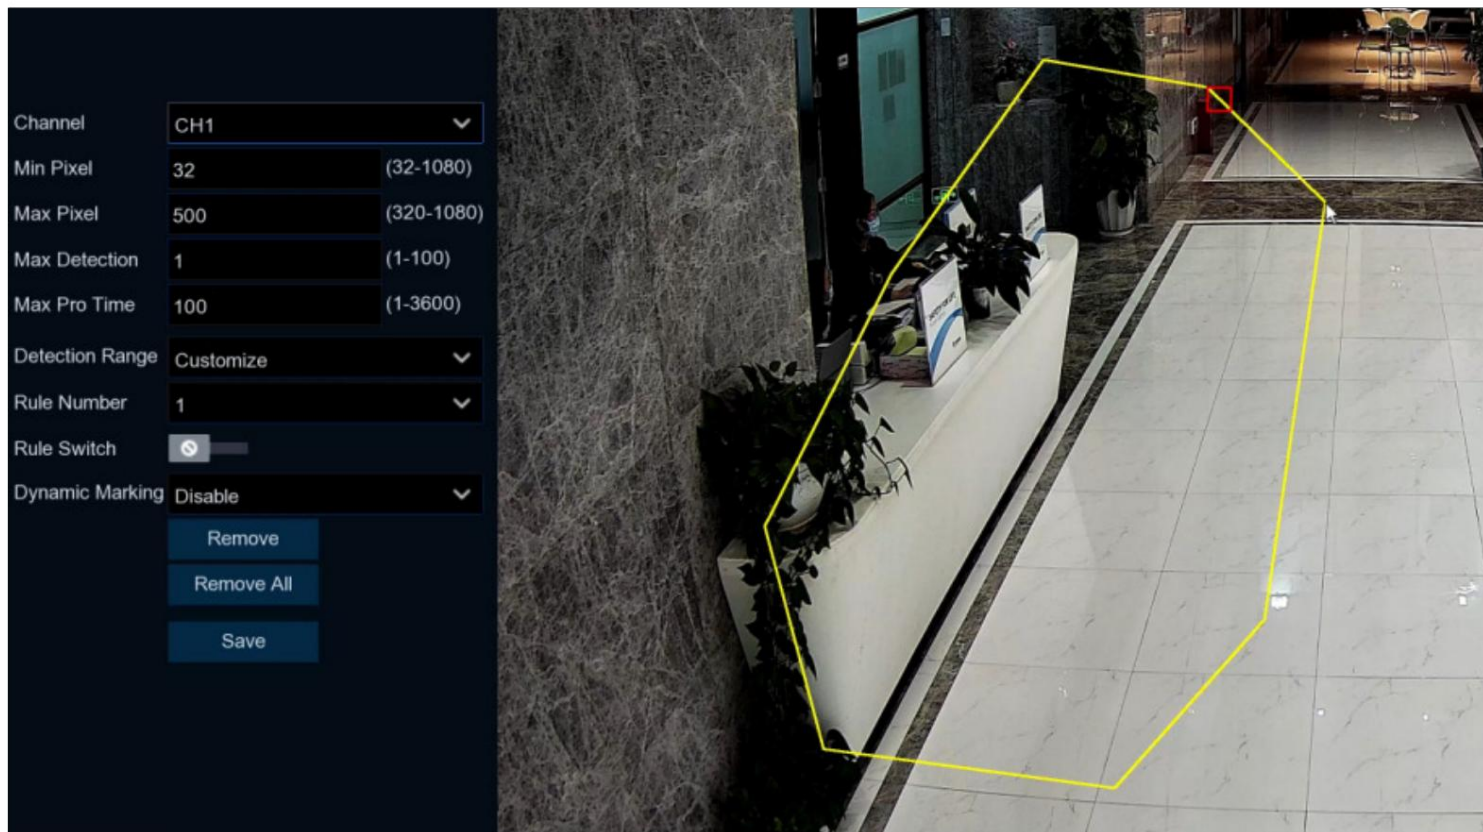 Channel CH1
Min Pixel 32 (32-1080)
Max Pixel 500 (320-1080)
Max Detection 1 (1-100)
Max Pro Time 100 (1-3600)
Detection Range Customize
Rule Number 1
Rule Switch
Dynamic Marking Disable
Remove
Remove All
Save